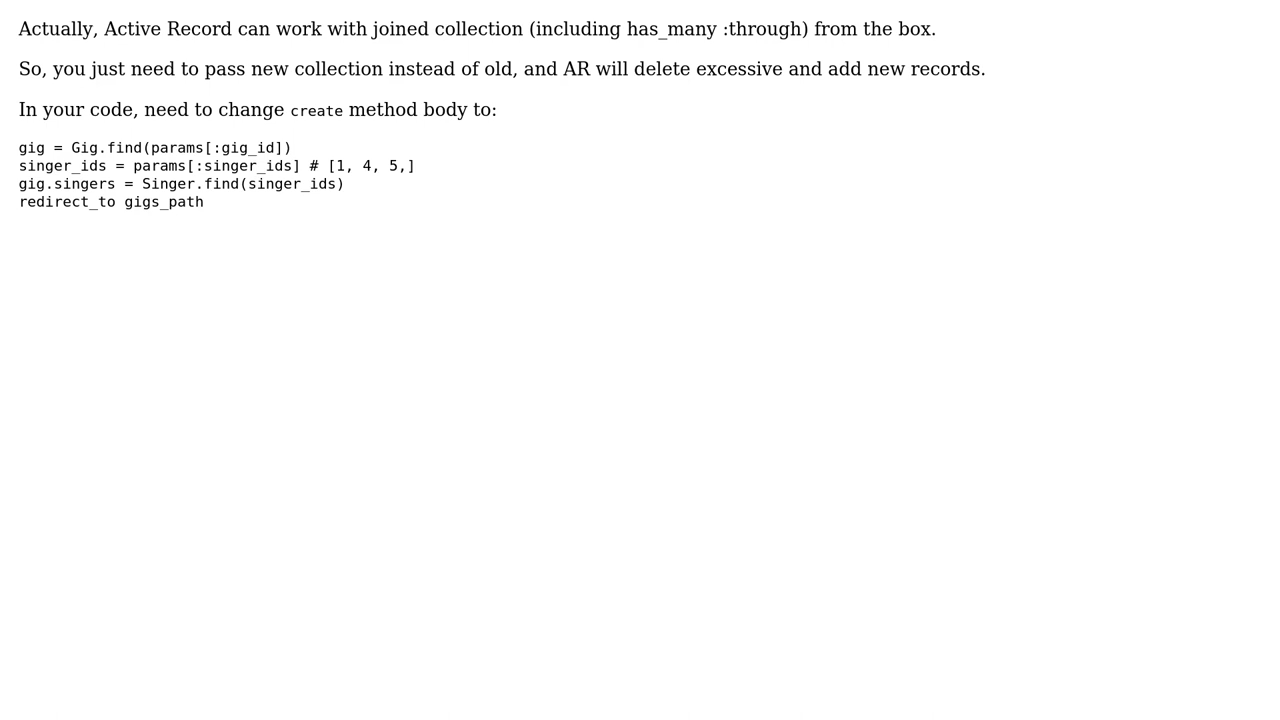 Actually, Active Record can work with joined collection (including has_many :through) from the box.
So, you just need to pass new collection instead of old, and AR will delete excessive and add new records.
In your code, need to change create method body to:
gig = Gig.find(params[:gig_id])
singer_ids = params[:singer_ids] # [1, 4, 5,]
gig.singers = Singer.find(singer_ids)
redirect_to gigs_path